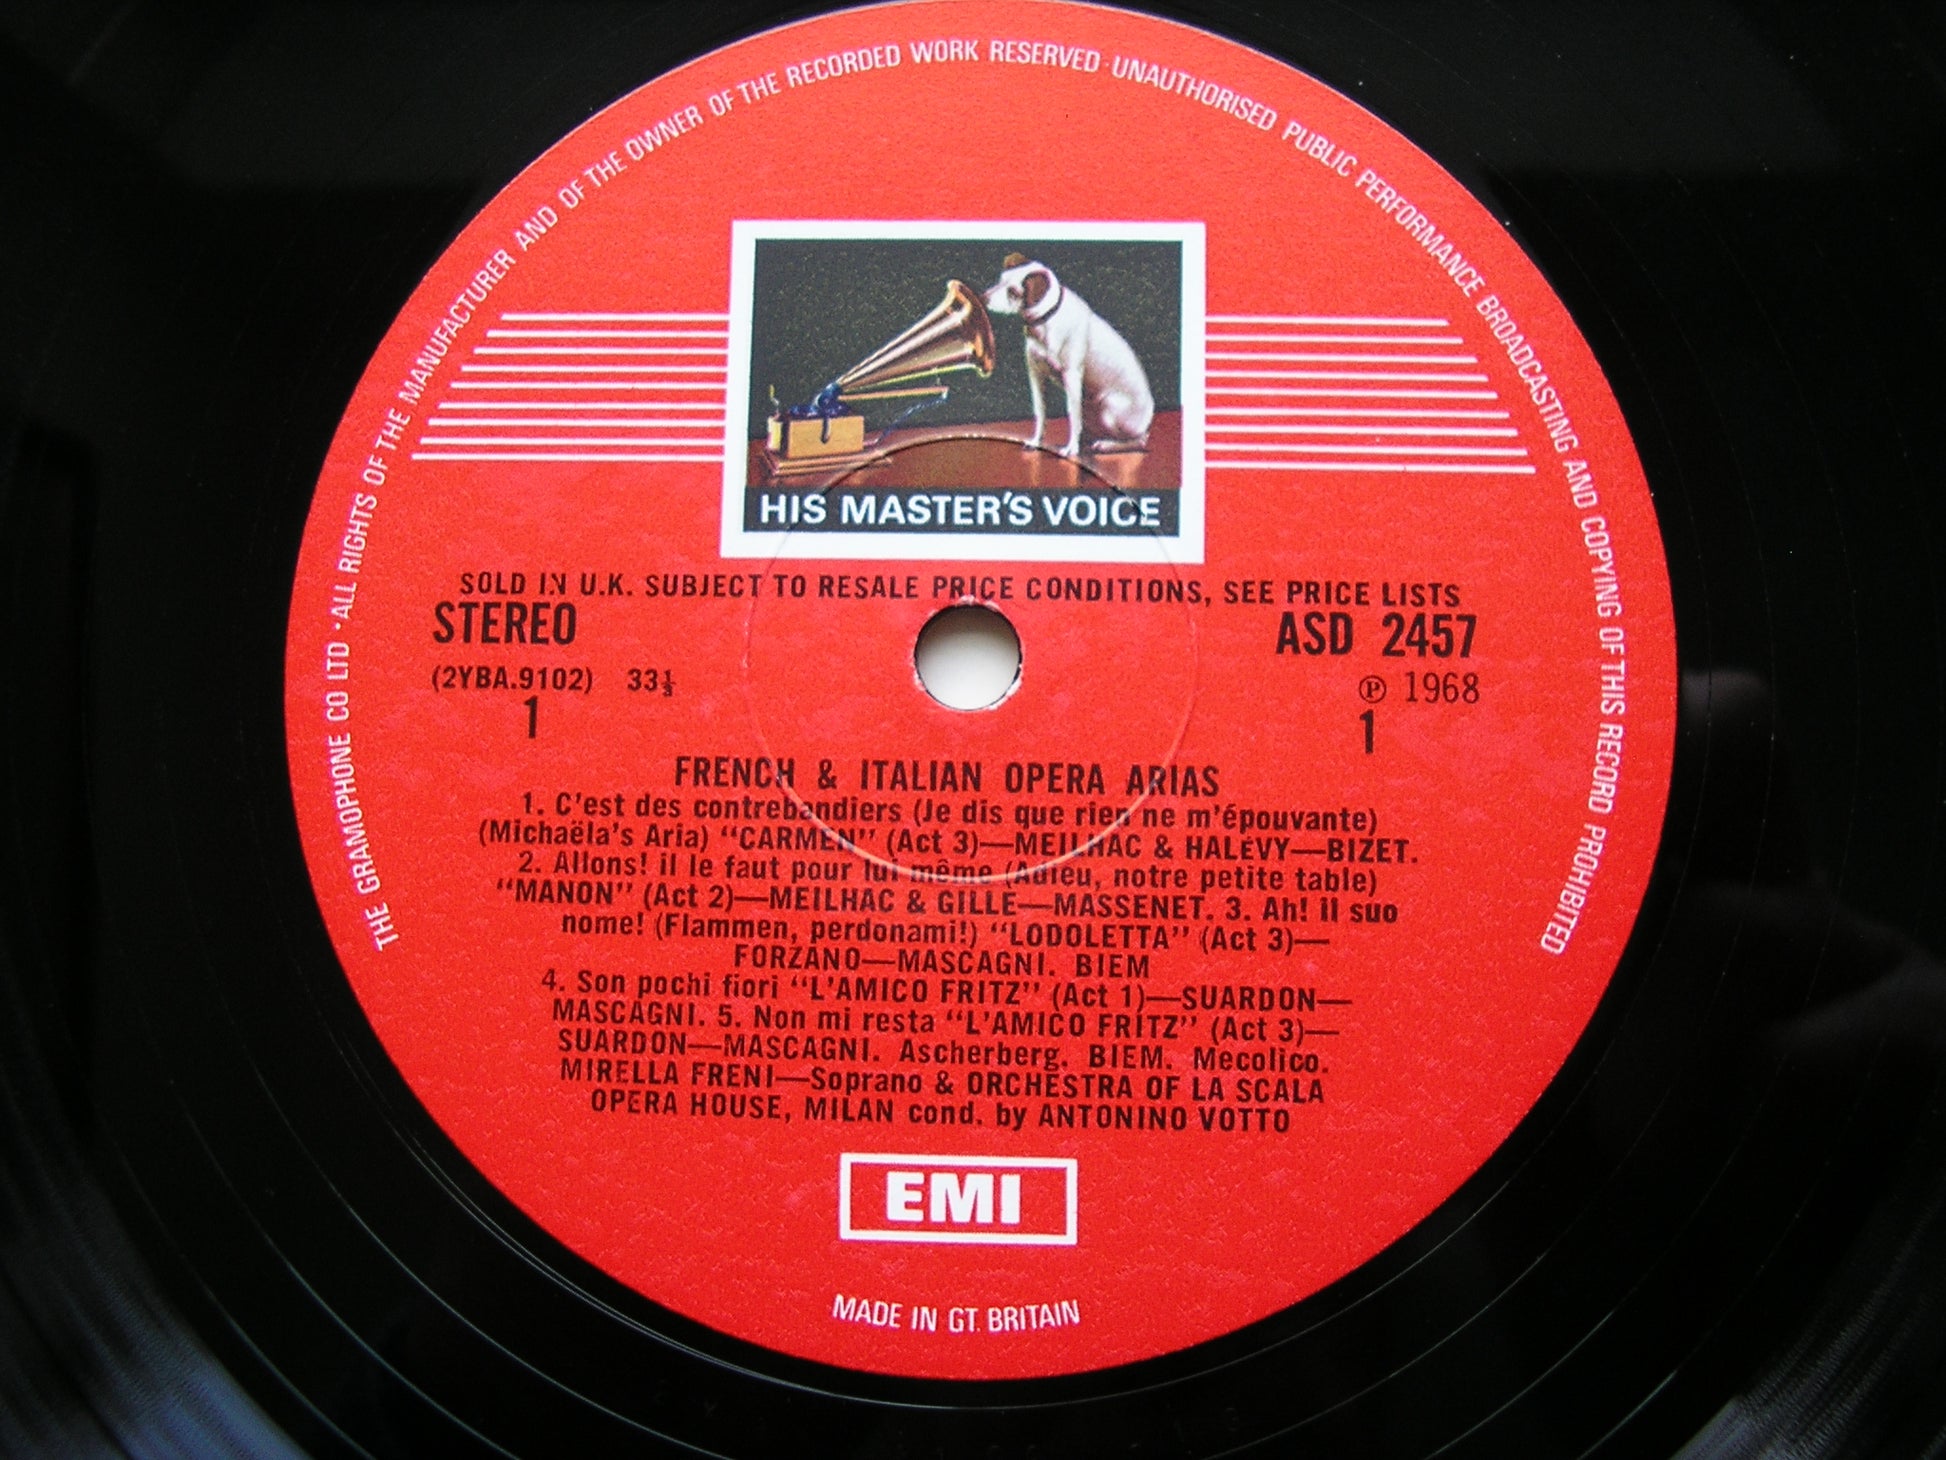 THE GRAMOPHONE CO LTD · ALL RIGHTS OF THE MANUFACTURER AND OF THE OWNER OF THE RECORDED WORK RESERVED · UNAUTHORISED PUBLIC PERFORMANCE BROADCASTING AND COPYING OF THIS RECORD PROHIBITED
HIS MASTER'S VOICE
SOLD IN U.K. SUBJECT TO RESALE PRICE CONDITIONS, SEE PRICE LISTS
STEREO ASD 2457
(2YBA.9102) 33⅓ ℗ 1968
1 1
FRENCH & ITALIAN OPERA ARIAS
1. C'est des contrebandiers (Je dis que rien ne m'épouvante)
(Michaëla's Aria) "CARMEN" (Act 3)—MEILHAC & HALÉVY—BIZET.
2. Allons! il le faut pour lui même (Adieu, notre petite table)
"MANON" (Act 2)—MEILHAC & GILLE—MASSENET. 3. Ah! il suo
nome! (Flammen, perdonami!) "LODOLETTA" (Act 3)—
FORZANO—MASCAGNI. BIEM
4. Son pochi fiori "L'AMICO FRITZ" (Act 1)—SUARDON—
MASCAGNI. 5. Non mi resta "L'AMICO FRITZ" (Act 3)—
SUARDON—MASCAGNI. Ascherberg. BIEM. Mecolico.
MIRELLA FRENI—Soprano & ORCHESTRA OF LA SCALA
OPERA HOUSE, MILAN cond. by ANTONINO VOTTO
EMI
MADE IN GT. BRITAIN